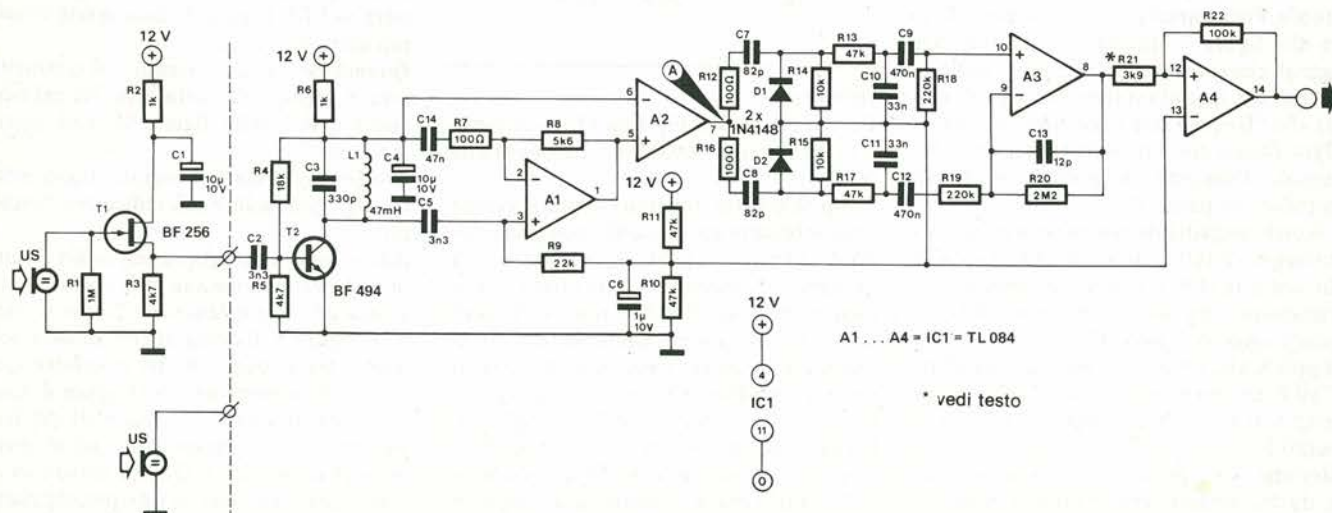 12 V
R2
1k
C1
10µ
10V
T1
BF 256
US
R1
1M
R3
4k7
US
12 V
R6
1k
R4
18k
C3
330p
L1
47mH
C2
3n3
T2
R5
4k7
BF 494
C14
47n
C4
10µ
10V
C5
3n3
R7
100Ω
R8
5k6
2
3
A1
1
R9
22k
C6
1µ
10V
12 V
R11
47k
R10
47k
6
5
A2
7
A
R12
100Ω
R16
100Ω
C7
82p
C8
82p
2 x
1N4148
D1
D2
R14
10k
R15
10k
R13
47k
R17
47k
C9
470n
C10
33n
C11
33n
C12
470n
R18
220k
R19
220k
10
9
A3
8
C13
12p
R20
2M2
*
R21
3k9
R22
100k
12
13
A4
14
12 V
4
IC1
11
0
A1 ... A4 = IC1 = TL 084
* vedi testo